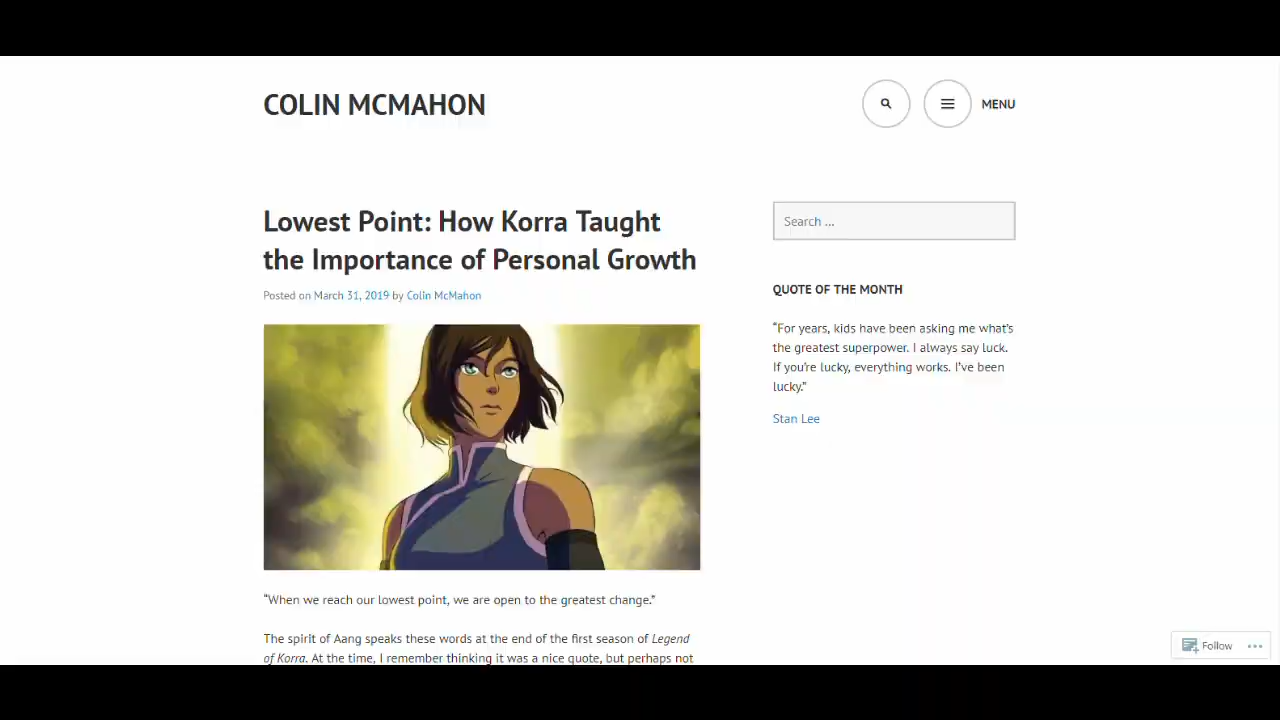 COLIN MCMAHON
MENU
Lowest Point: How Korra Taught
the Importance of Personal Growth
Posted on March 31, 2019 by Colin McMahon
“When we reach our lowest point, we are open to the greatest change.”
The spirit of Aang speaks these words at the end of the first season of Legend
of Korra. At the time, I remember thinking it was a nice quote, but perhaps not
Search ...
QUOTE OF THE MONTH
“For years, kids have been asking me what’s
the greatest superpower. I always say luck.
If you’re lucky, everything works. I’ve been
lucky.”
Stan Lee
Follow